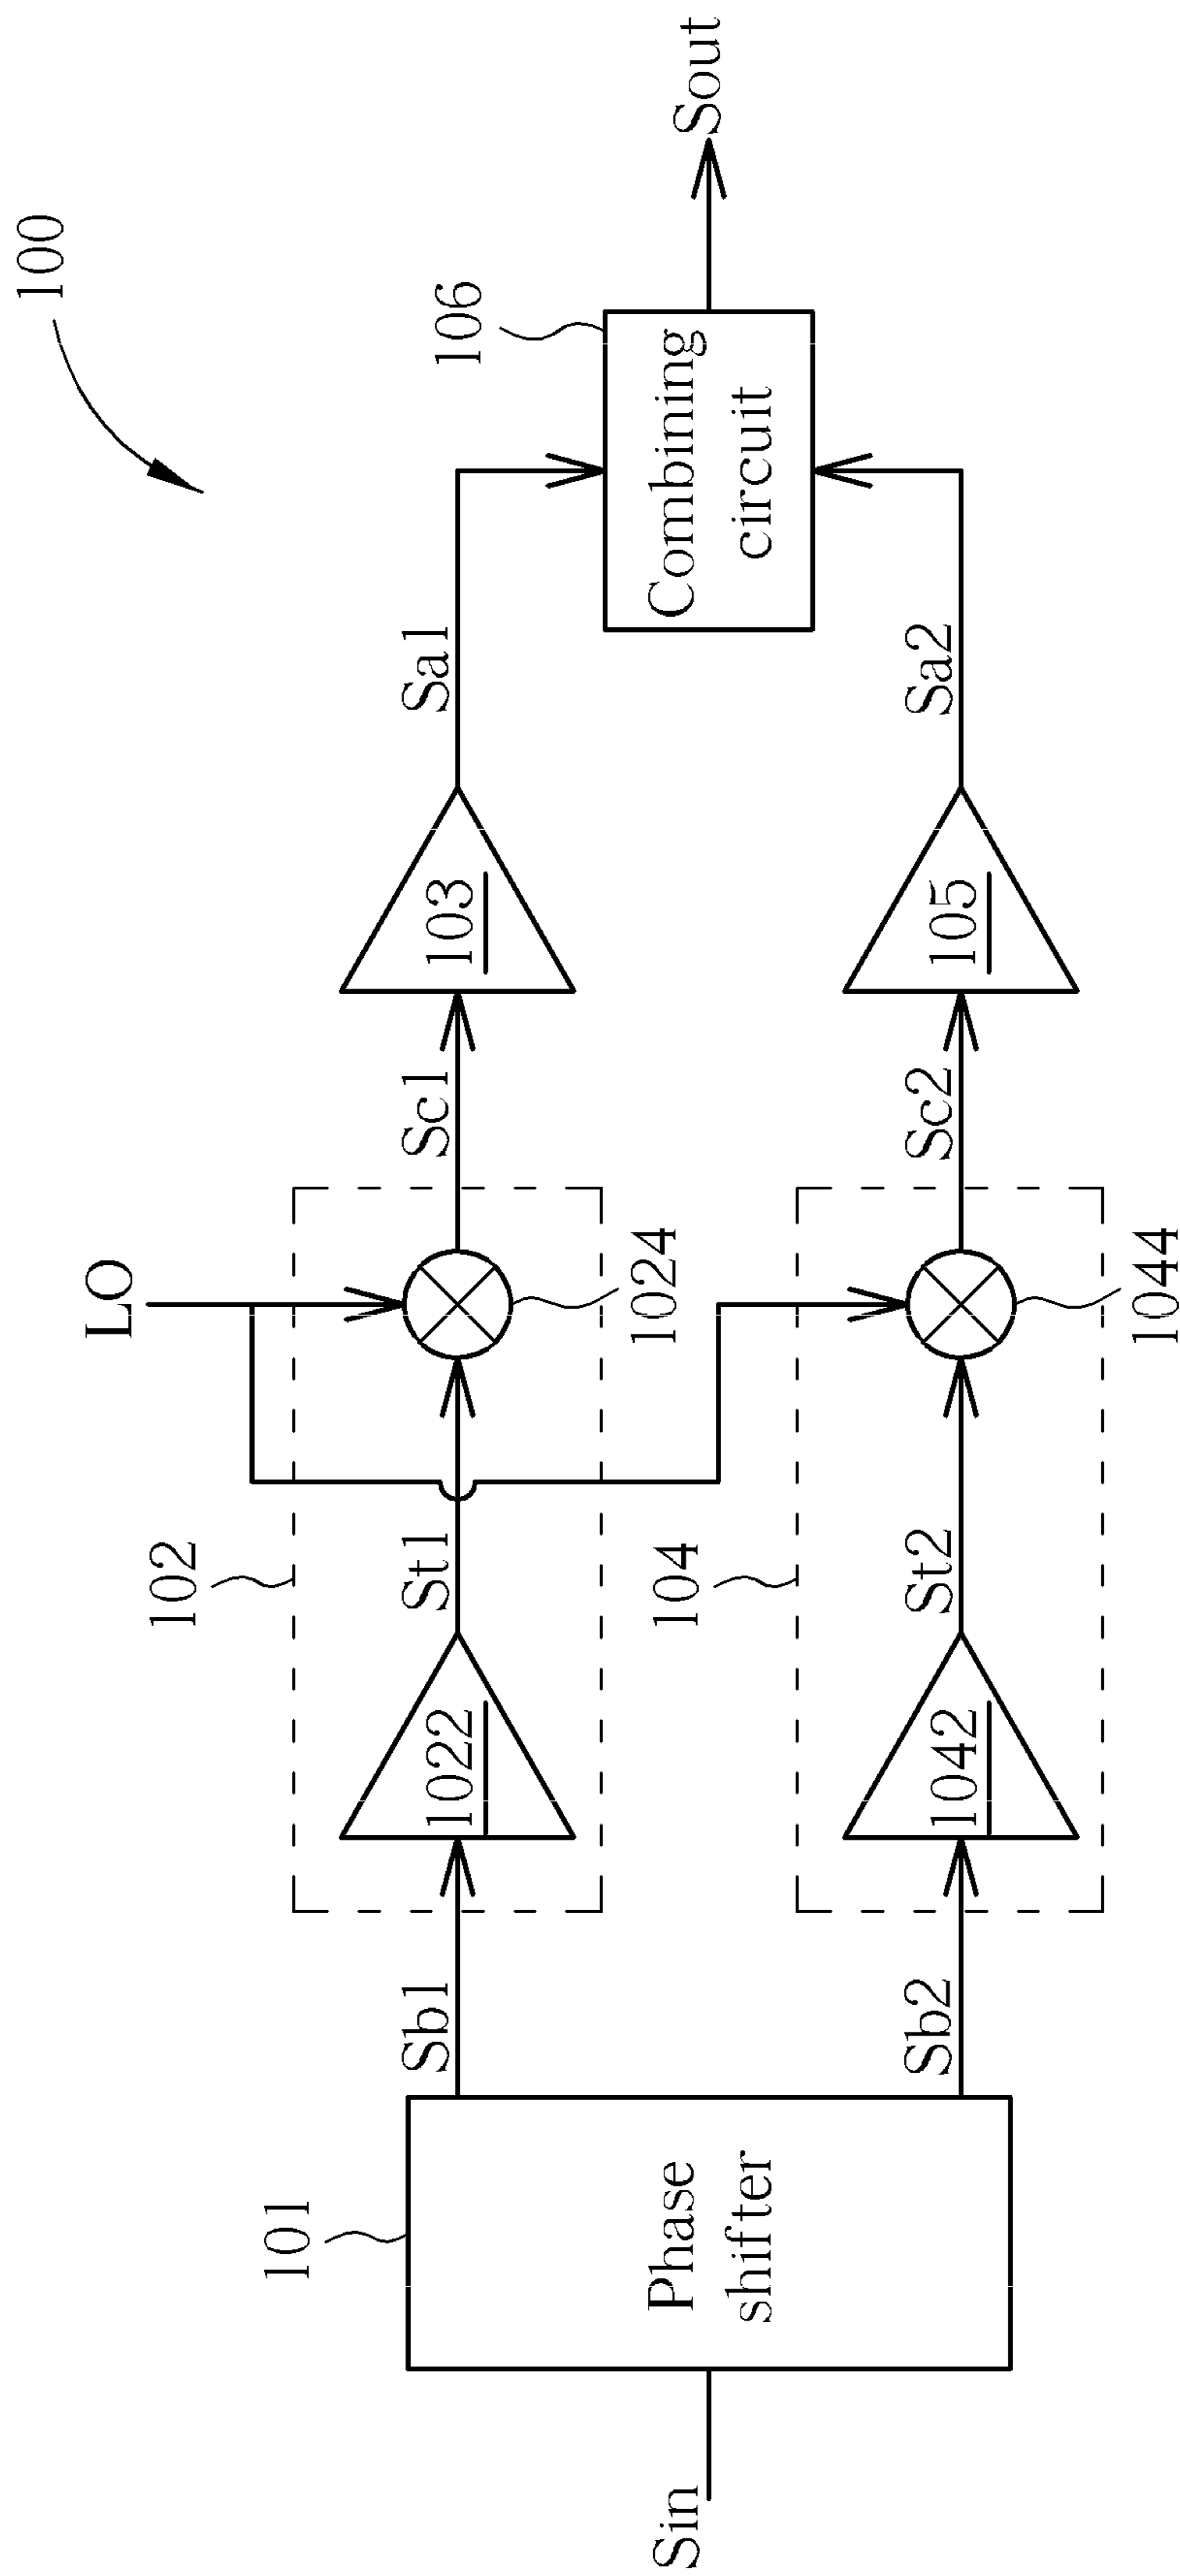 100
LO
102
1022
St1
1024
Sc1
103
Sa1
106
Combining
circuit
Sout
Sin
101
Phase
shifter
Sb1
Sb2
104
1042
St2
1044
Sc2
105
Sa2